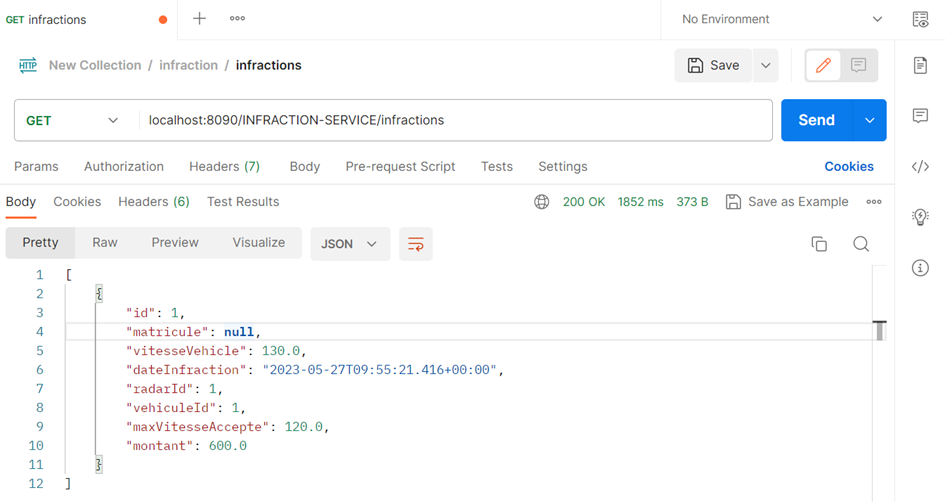 GET infractions
No Environment
HTTP New Collection / infraction / infractions
Save
GET localhost:8090/INFRACTION-SERVICE/infractions Send
Params Authorization Headers (7) Body Pre-request Script Tests Settings Cookies
Body Cookies Headers (6) Test Results 200 OK 1852 ms 373 B Save as Example
Pretty Raw Preview Visualize JSON
1 [
2 {
3 "id": 1,
4 "matricule": null,
5 "vitesseVehicle": 130.0,
6 "dateInfraction": "2023-05-27T09:55:21.416+00:00",
7 "radarId": 1,
8 "vehiculeId": 1,
9 "maxVitesseAccepte": 120.0,
10 "montant": 600.0
11 }
12 ]